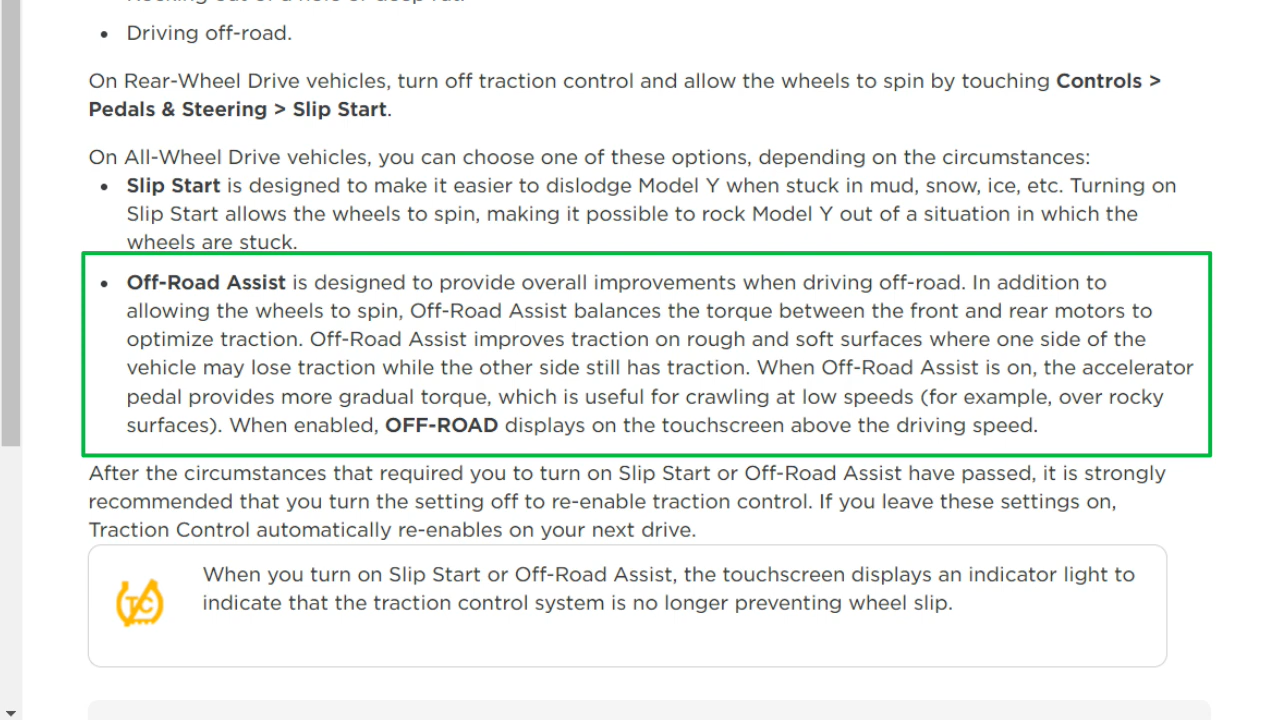 Driving off-road.
On Rear-Wheel Drive vehicles, turn off traction control and allow the wheels to spin by touching Controls >
Pedals & Steering > Slip Start.
On All-Wheel Drive vehicles, you can choose one of these options, depending on the circumstances:
Slip Start is designed to make it easier to dislodge Model Y when stuck in mud, snow, ice, etc. Turning on
Slip Start allows the wheels to spin, making it possible to rock Model Y out of a situation in which the
wheels are stuck.
Off-Road Assist is designed to provide overall improvements when driving off-road. In addition to
allowing the wheels to spin, Off-Road Assist balances the torque between the front and rear motors to
optimize traction. Off-Road Assist improves traction on rough and soft surfaces where one side of the
vehicle may lose traction while the other side still has traction. When Off-Road Assist is on, the accelerator
pedal provides more gradual torque, which is useful for crawling at low speeds (for example, over rocky
surfaces). When enabled, OFF-ROAD displays on the touchscreen above the driving speed.
After the circumstances that required you to turn on Slip Start or Off-Road Assist have passed, it is strongly
recommended that you turn the setting off to re-enable traction control. If you leave these settings on,
Traction Control automatically re-enables on your next drive.
TC
When you turn on Slip Start or Off-Road Assist, the touchscreen displays an indicator light to
indicate that the traction control system is no longer preventing wheel slip.